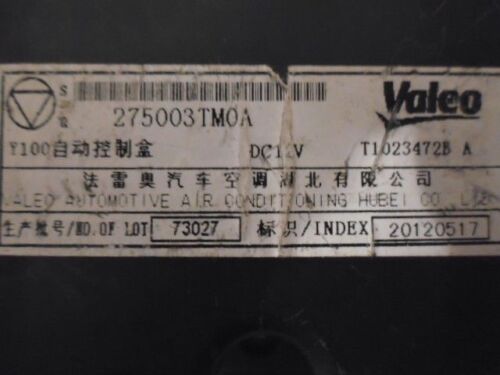 S
R
Valeo
275003TM0A
Y100自动控制盒 DC12V T1023472B A
法雷奥汽车空调湖北有限公司
VALEO AUTOMOTIVE AIR CONDITIONING HUBEI CO., LTD
生产批号/NO.OF LOT 73027 标识/INDEX 20120517